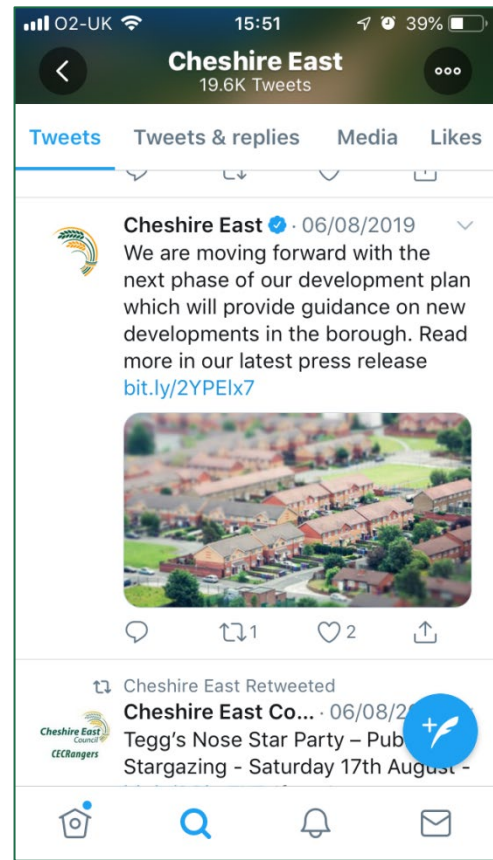 O2-UK 15:51 39%
Cheshire East
19.6K Tweets
Tweets Tweets & replies Media Likes
Cheshire East · 06/08/2019
We are moving forward with the
next phase of our development plan
which will provide guidance on new
developments in the borough. Read
more in our latest press release
bit.ly/2YPElx7
1 2
Cheshire East Retweeted
Cheshire East Co... · 06/08/2
Cheshire East
Council
CECRangers
Tegg's Nose Star Party – Pub
Stargazing - Saturday 17th August -